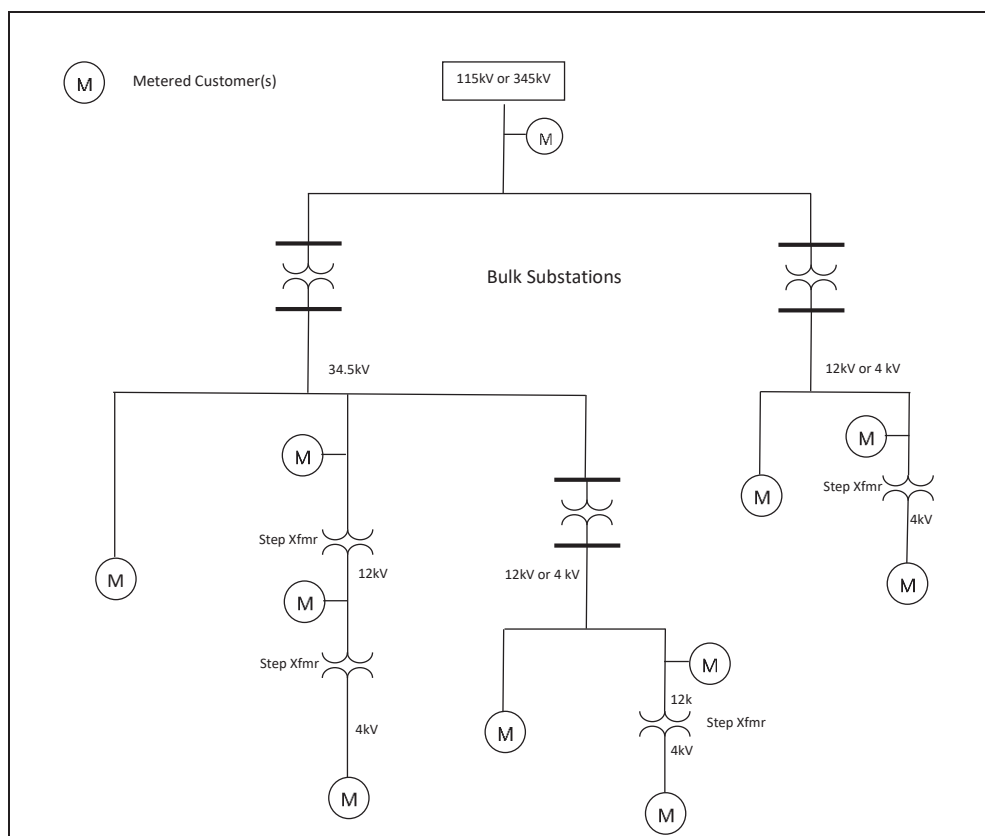 M
Metered Customer(s)
115kV or 345kV
M
Bulk Substations
34.5kV
12kV or 4 kV
M
M
M
Step Xfmr
M
4kV
Step Xfmr
12kV
12kV or 4 kV
M
M
M
Step Xfmr
M
12k
4kV
M
Step Xfmr
4kV
M
M